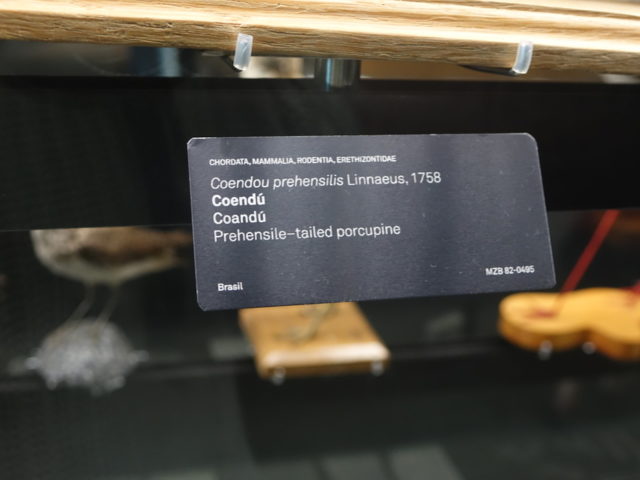 CHORDATA, MAMMALIA, RODENTIA, ERETHIZONTIDAE
Coendou prehensilis Linnaeus, 1758
Coendú
Coandú
Prehensile-tailed porcupine
Brasil
MZB 82-0495